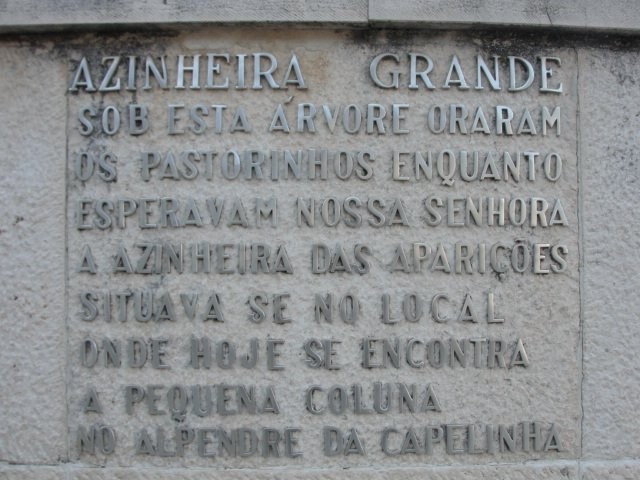 AZINHEIRA GRANDE
SOB ESTA ÁRVORE ORARAM
OS PASTORINHOS ENQUANTO
ESPERAVAM NOSSA SENHORA
A AZINHEIRA DAS APARIÇÕES
SITUAVA SE NO LOCAL
ONDE HOJE SE ENCONTRA
A PEQUENA COLUNA
NO ALPENDRE DA CAPELINHA